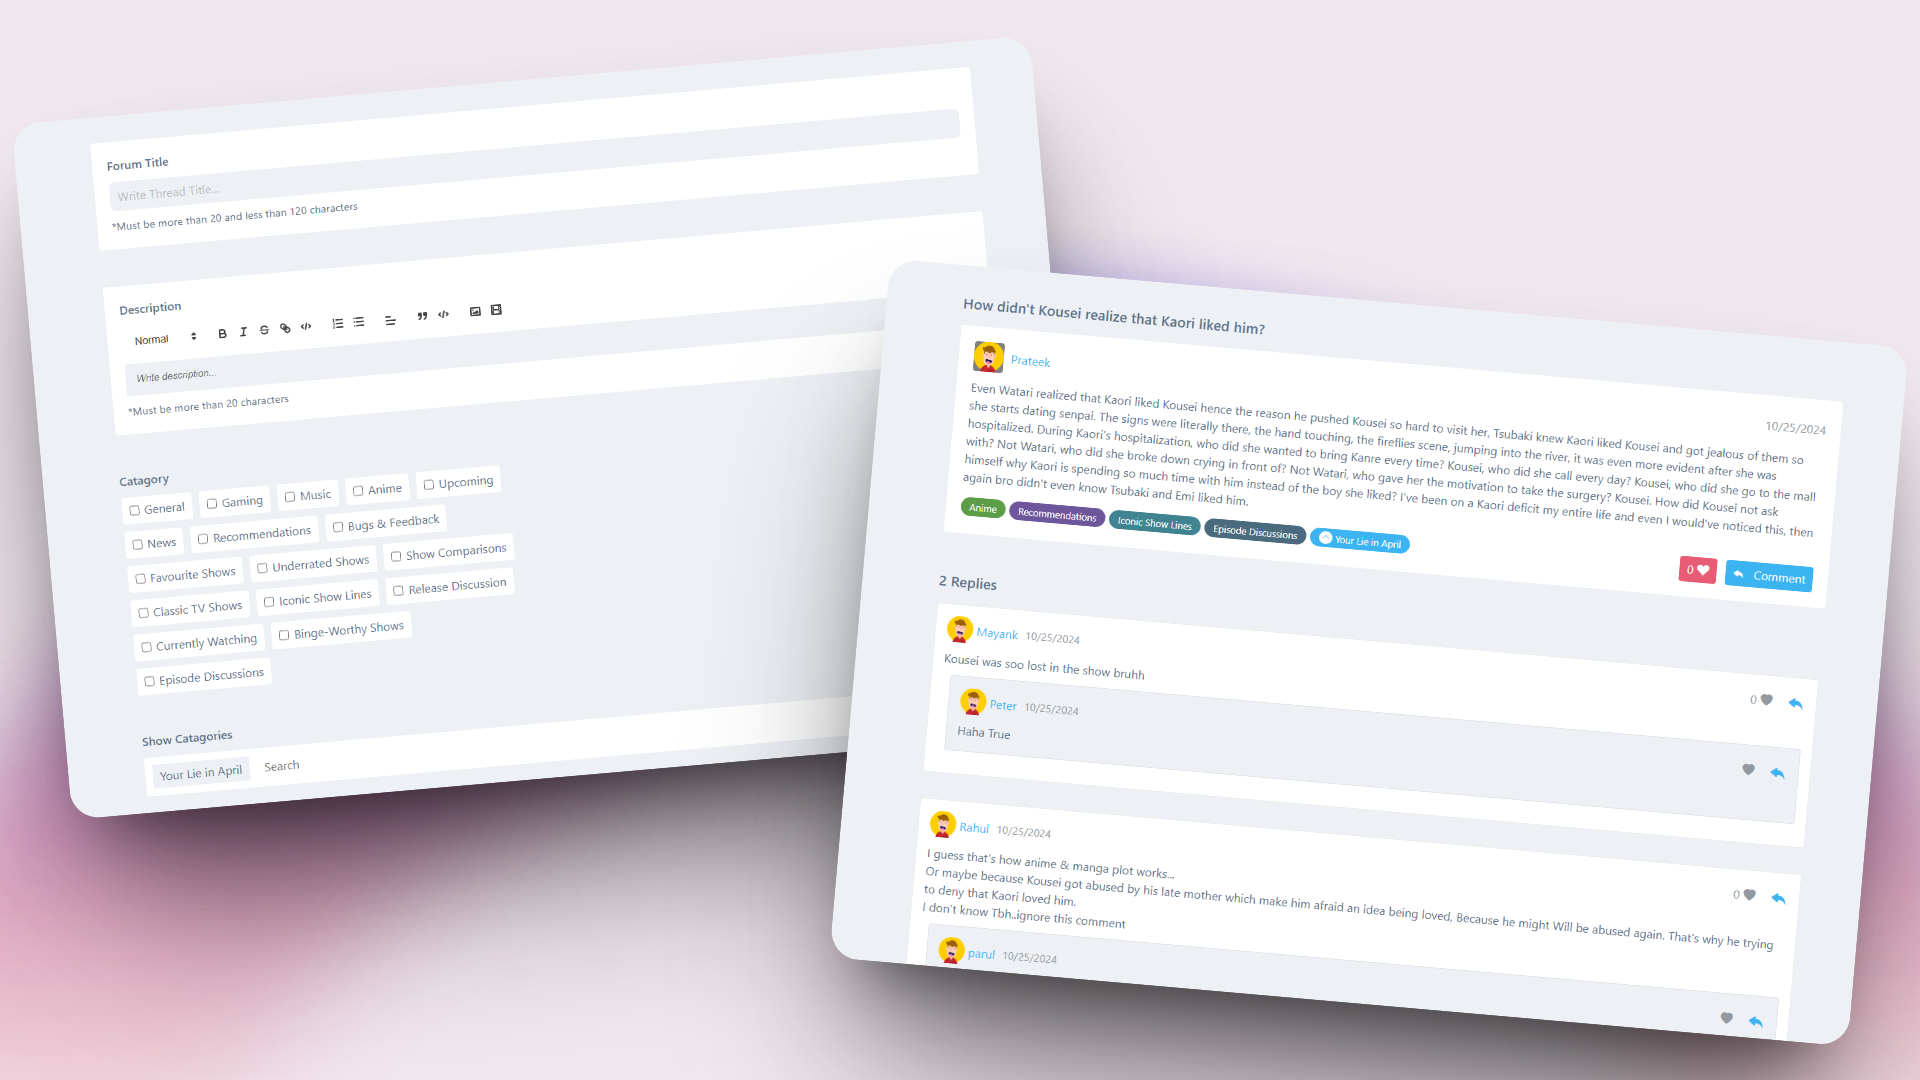 Forum Title
Write Thread Title...
*Must be more than 20 and less than 120 characters
Description
Normal
Write description...
*Must be more than 20 characters
Catagory
General
Gaming
Music
Anime
Upcoming
News
Recommendations
Bugs & Feedback
Favourite Shows
Underrated Shows
Show Comparisons
Classic TV Shows
Iconic Show Lines
Release Discussion
Currently Watching
Binge-Worthy Shows
Episode Discussions
Show Catagories
Your Lie in April
Search
How didn't Kousei realize that Kaori liked him?
Prateek
10/25/2024
Even Watari realized that Kaori liked Kousei hence the reason he pushed Kousei so hard to visit her, Tsubaki knew Kaori liked Kousei and got jealous of them so
she starts dating senpai. The signs were literally there, the hand touching, the fireflies scene, jumping into the river, it was even more evident after she was
hospitalized. During Kaori's hospitalization, who did she wanted to bring Kanre every time? Kousei, who did she call every day? Kousei, who did she go to the mall
with? Not Watari, who did she broke down crying in front of? Not Watari, who gave her the motivation to take the surgery? Kousei. How did Kousei not ask
himself why Kaori is spending so much time with him instead of the boy she liked? I've been on a Kaori deficit my entire life and even I would've noticed this, then
again bro didn't even know Tsubaki and Emi liked him.
Anime
Recommendations
Iconic Show Lines
Episode Discussions
Your Lie in April
0
Comment
2 Replies
Mayank 10/25/2024
Kousei was soo lost in the show bruhh
0
Peter 10/25/2024
Haha True
Rahul 10/25/2024
I guess that's how anime & manga plot works...
Or maybe because Kousei got abused by his late mother which make him afraid an idea being loved, Because he might Will be abused again. That's why he trying
to deny that Kaori loved him.
I don't know Tbh..ignore this comment
0
parul 10/25/2024